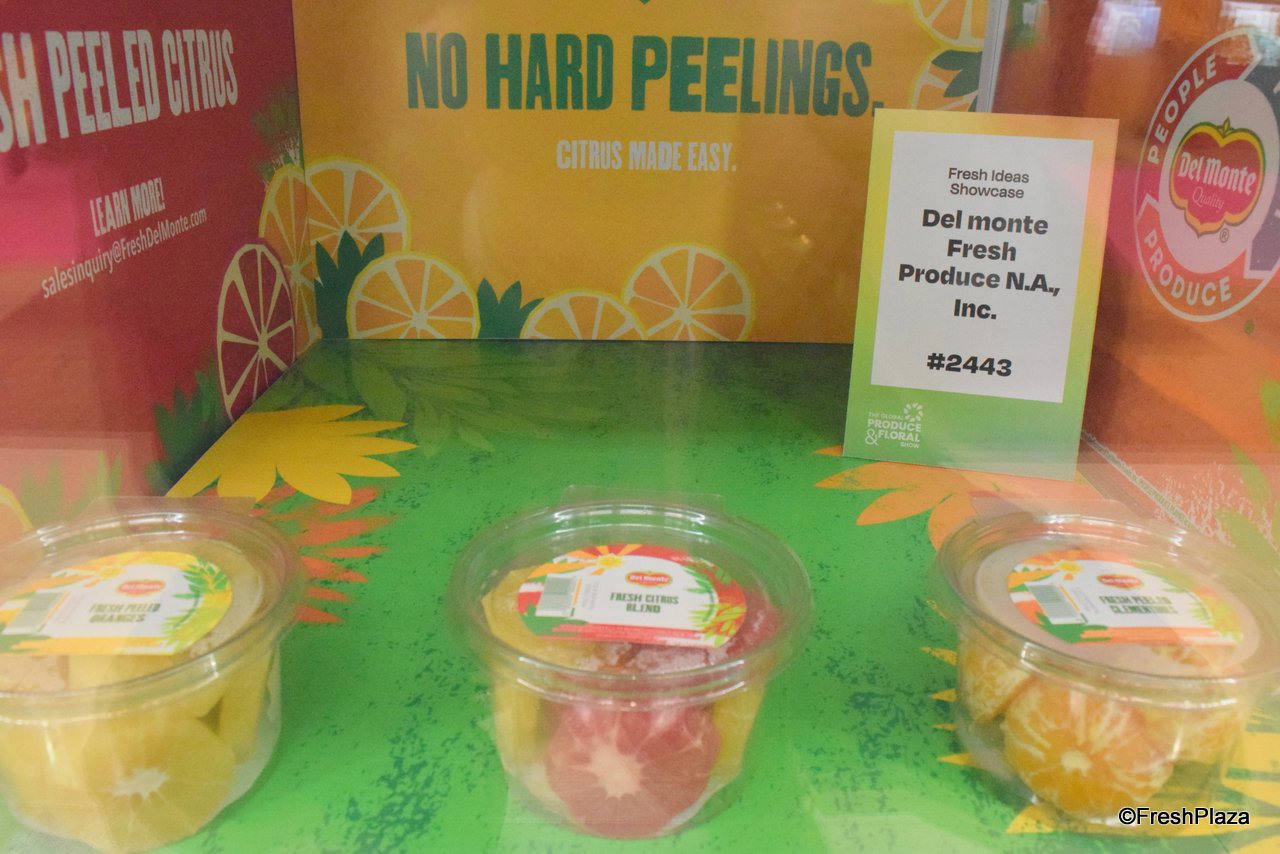 SH PEELED CITRUS
LEARN MORE!
salesinquiry@FreshDelMonte.com
NO HARD PEELINGS.
CITRUS MADE EASY.
Fresh Ideas
Showcase
Del monte
Fresh
Produce N.A.,
Inc.
#2443
THE GLOBAL
PRODUCE
& FLORAL
SHOW
PEOPLE
Del Monte
Quality
®
PRODUCE
Del Monte
FRESH PEELED
ORANGES
Del Monte
FRESH CITRUS
BLEND
Del Monte
FRESH PEELED
CLEMENTINES
©FreshPlaza